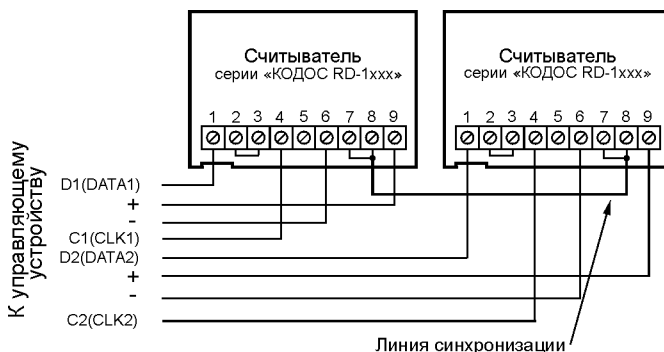 Считыватель
серии «КОДОС RD-1xxx»
1 2 3 4 5 6 7 8 9
Считыватель
серии «КОДОС RD-1xxx»
1 2 3 4 5 6 7 8 9
К управляющему
устройству
D1(DATA1)
+
-
C1(CLK1)
D2(DATA2)
+
-
C2(CLK2)
Линия синхронизации